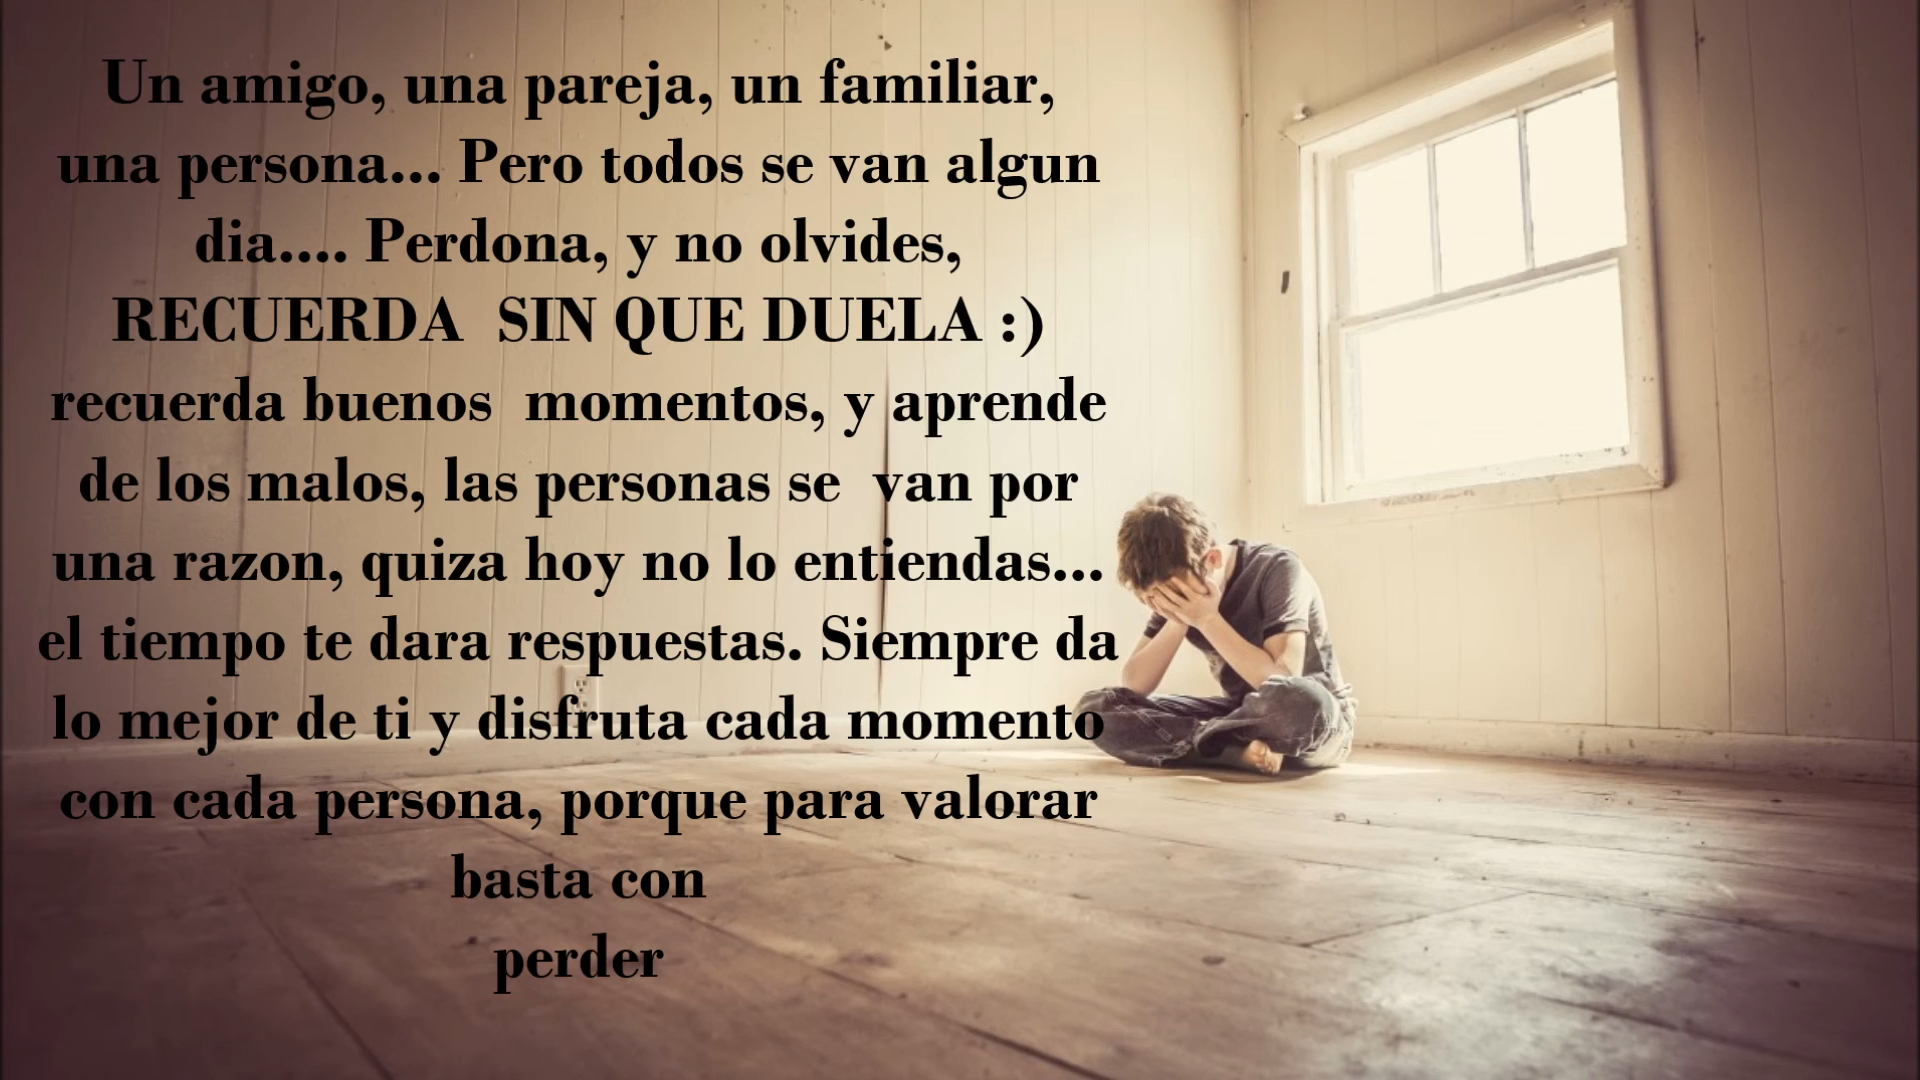 Un amigo, una pareja, un familiar,
una persona... Pero todos se van algun
dia.... Perdona, y no olvides,
RECUERDA  SIN QUE DUELA :)
recuerda buenos  momentos, y aprende
de los malos, las personas se  van por
una razon, quiza hoy no lo entiendas...
el tiempo te dara respuestas. Siempre da
lo mejor de ti y disfruta cada momento
con cada persona, porque para valorar
basta con
perder